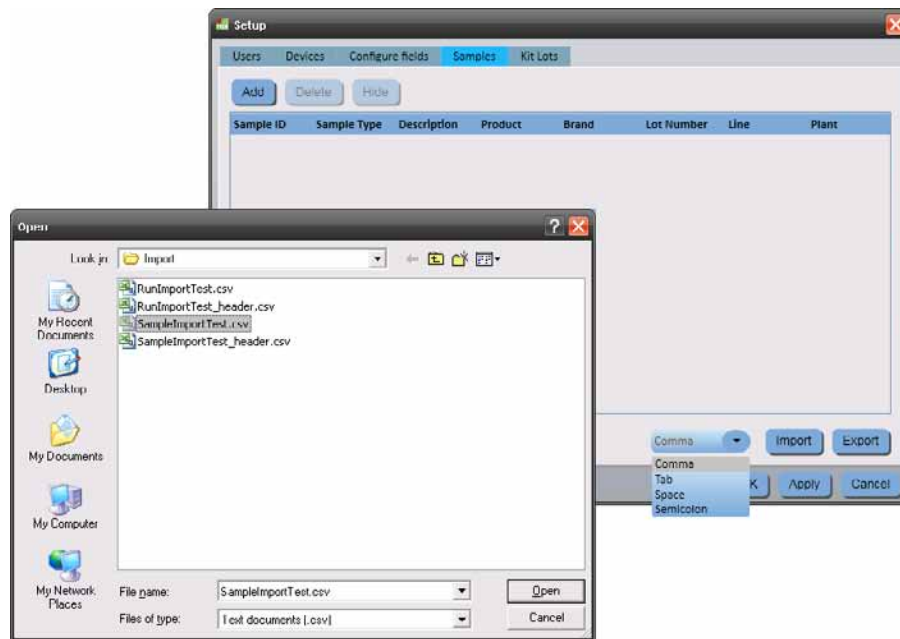 Setup
Users Devices Configure fields Samples Kit Lots
Add Delete Hide
Sample ID Sample Type Description Product Brand Lot Number Line Plant
Open
Look in Import
RunImportTest.csv
RunImportTest_header.csv
SampleImportTest.csv
SampleImportTest_header.csv
My Recent
Documents
Desktop
My Documents
My Computer
My Network
Places
File name: SampleImportTest.csv Open
Files of type: Text documents (.csv) Cancel
Comma Import Export
Comma
Tab
Space
Semicolon
K Apply Cancel